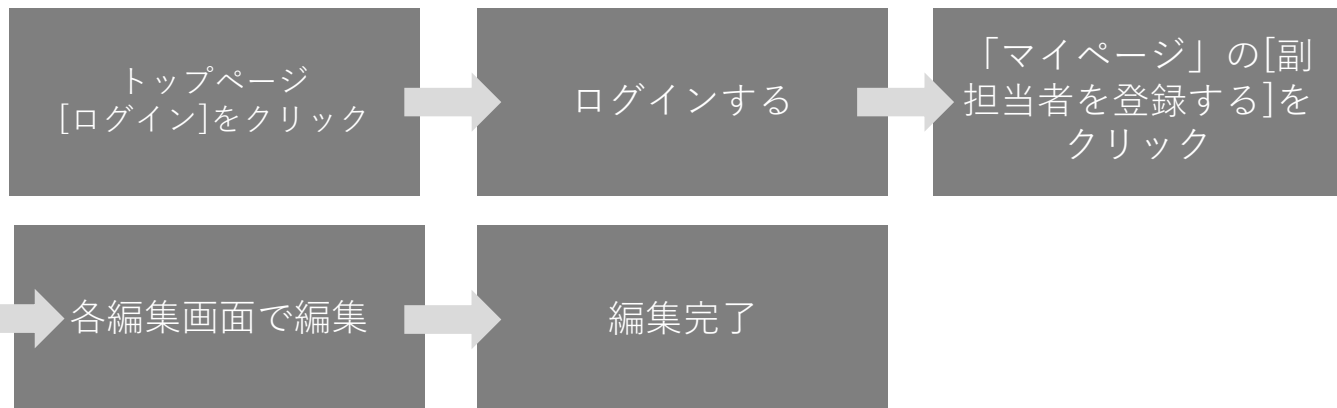 トップページ
[ログイン]をクリック
ログインする
「マイページ」の[副
担当者を登録する]を
クリック
各編集画面で編集
編集完了